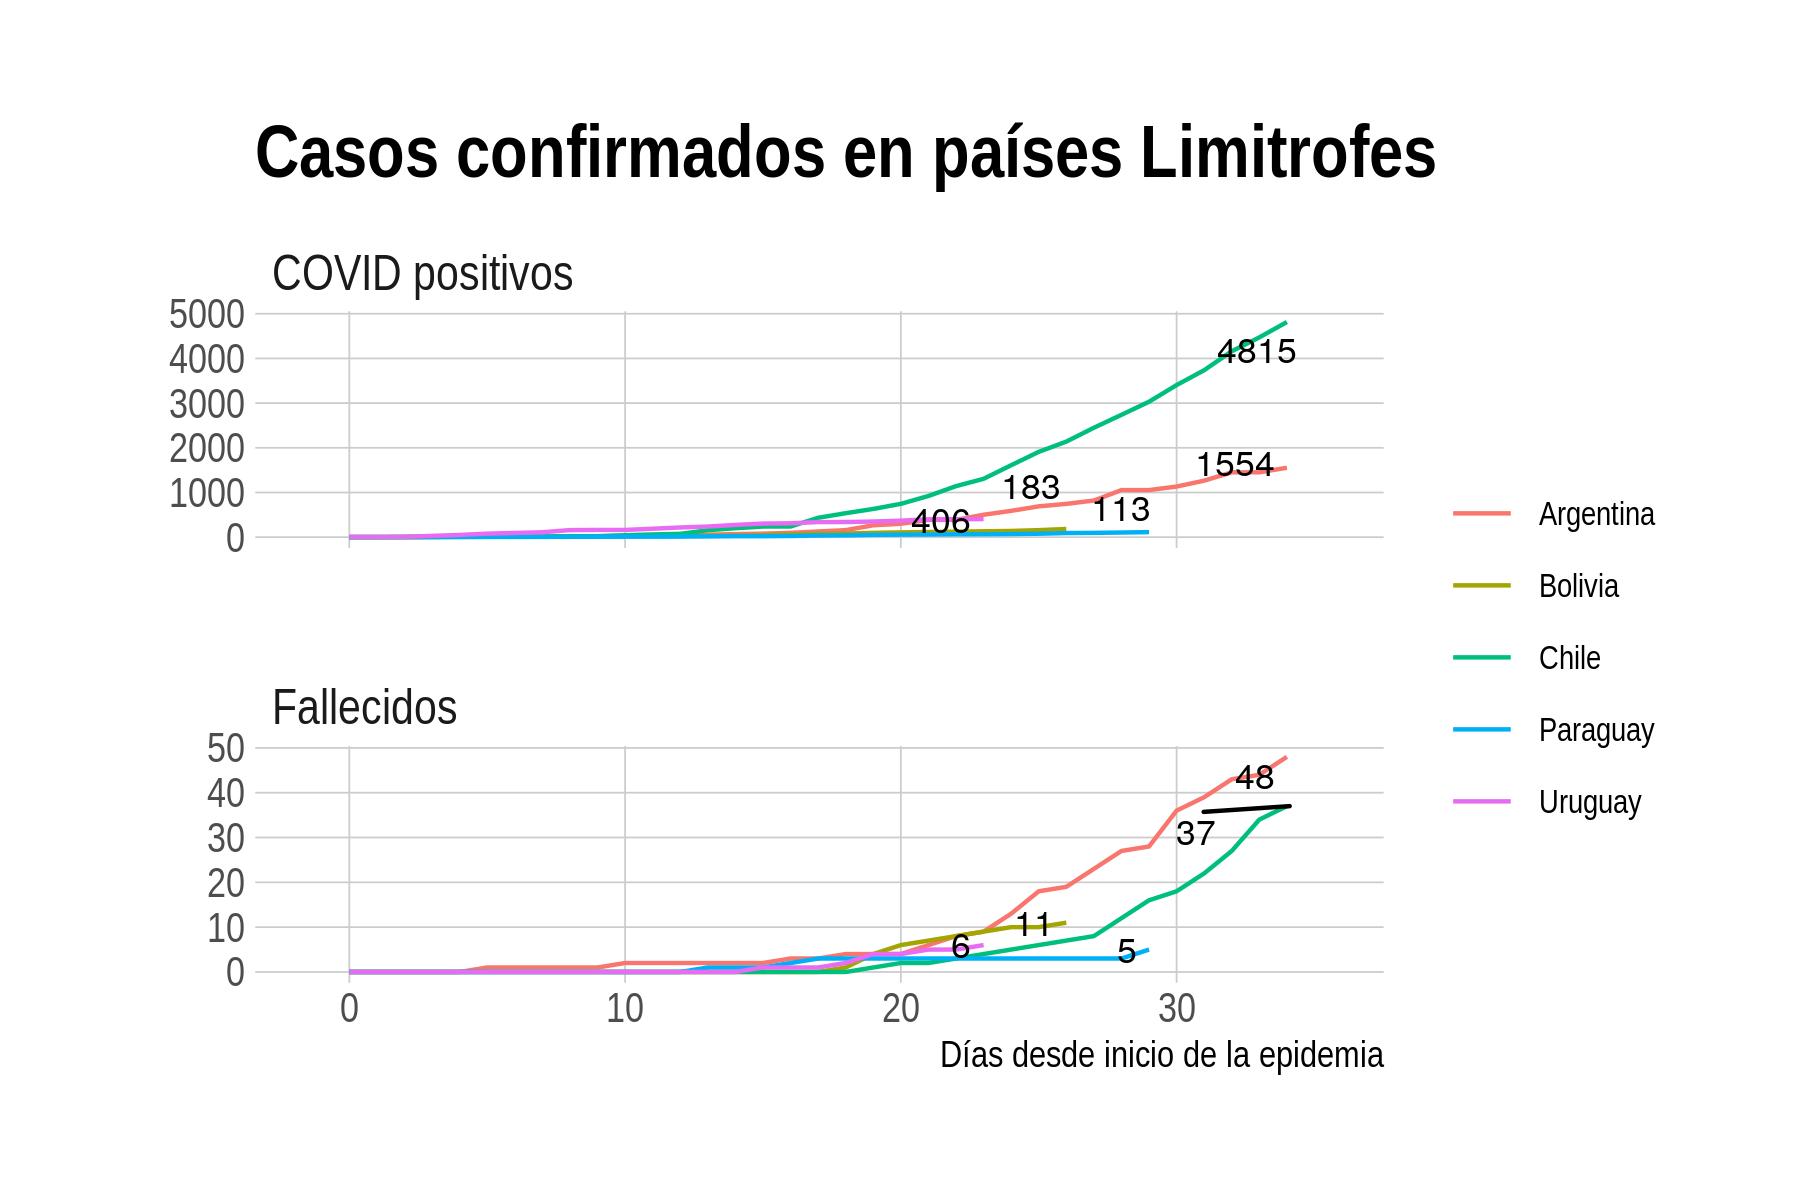 Casos confirmados en países Limitrofes
COVID positivos
5000
4000
3000
2000
1000
0
4815
1554
183
113
406
Fallecidos
50
40
30
20
10
0
48
37
11
6
5
0 10 20 30
Días desde inicio de la epidemia
Argentina
Bolivia
Chile
Paraguay
Uruguay